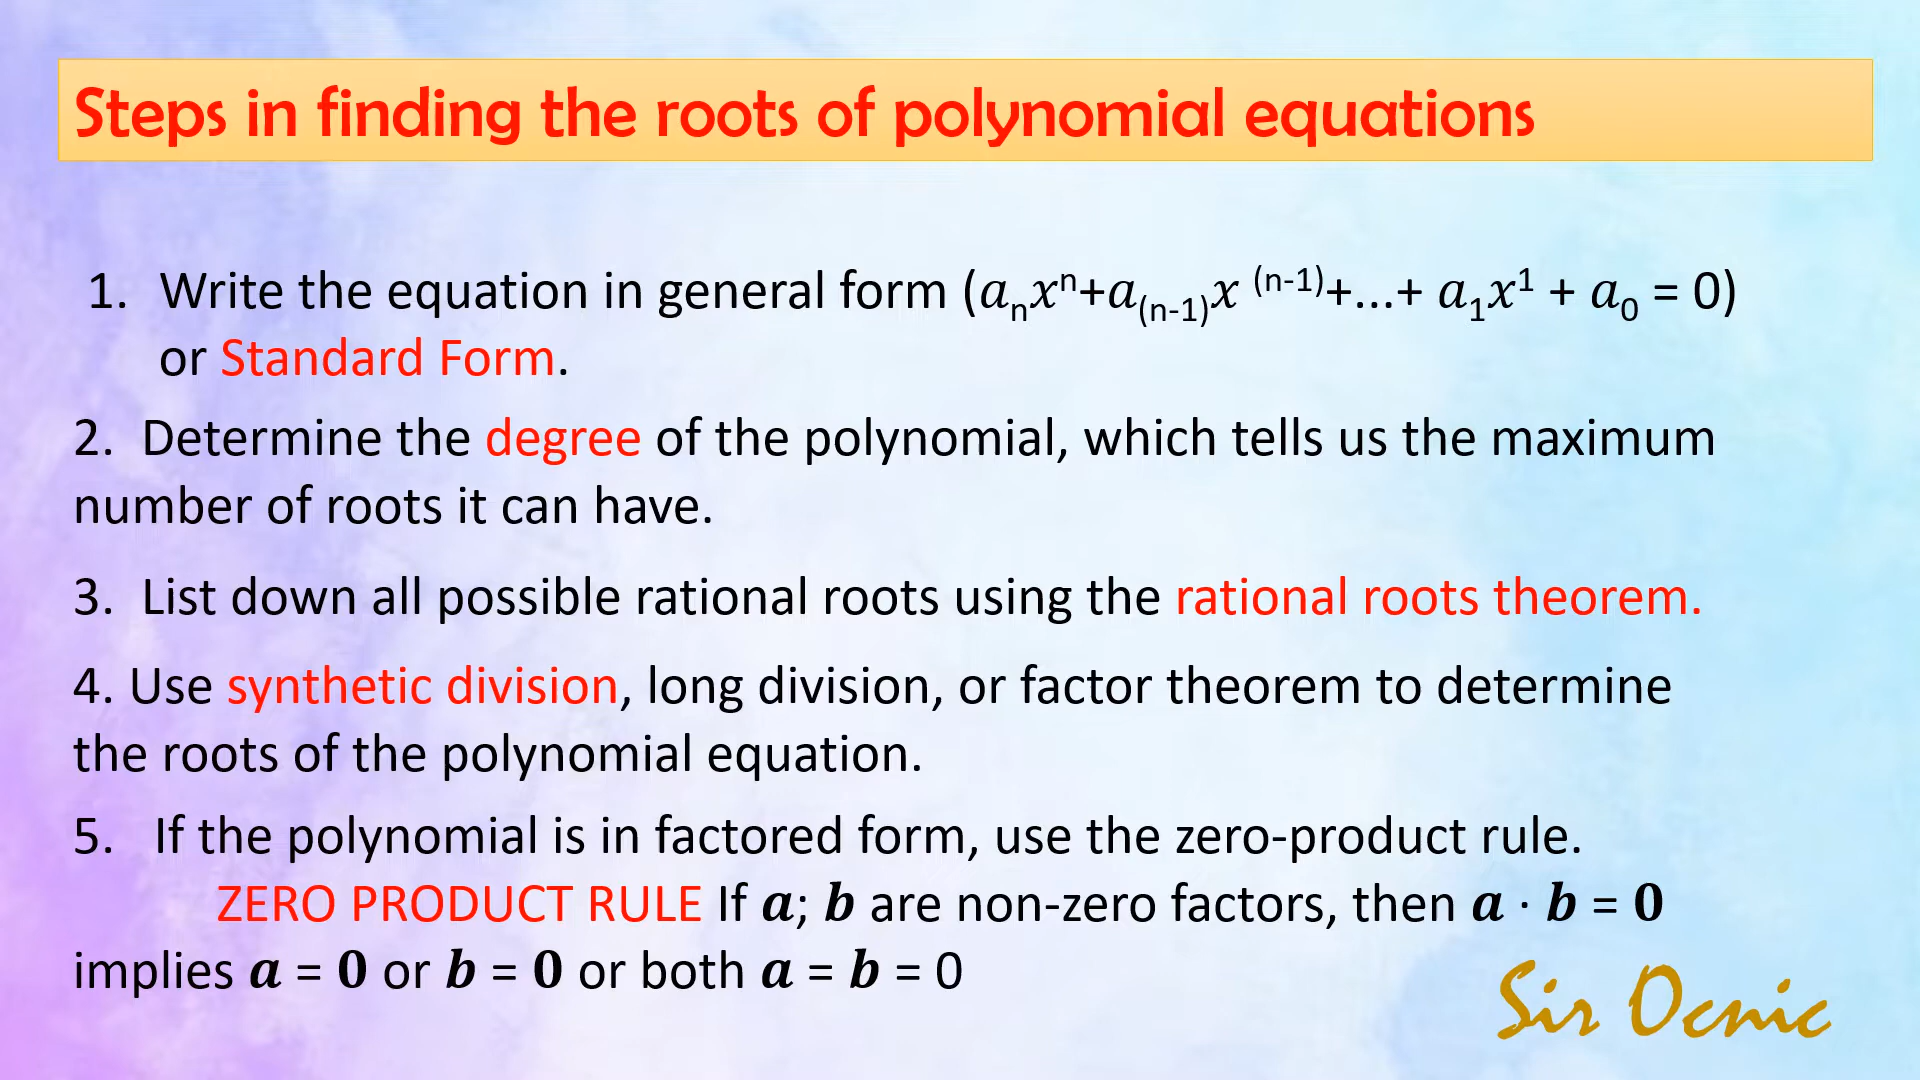 Steps in finding the roots of polynomial equations
1. Write the equation in general form (aₙxⁿ+a₍ₙ₋₁₎x ⁽ⁿ⁻¹⁾+...+ a₁x¹ + a₀ = 0)
or Standard Form.
2. Determine the degree of the polynomial, which tells us the maximum
number of roots it can have.
3. List down all possible rational roots using the rational roots theorem.
4. Use synthetic division, long division, or factor theorem to determine
the roots of the polynomial equation.
5. If the polynomial is in factored form, use the zero-product rule.
ZERO PRODUCT RULE If a; b are non-zero factors, then a · b = 0
implies a = 0 or b = 0 or both a = b = 0
Sir Ocnic